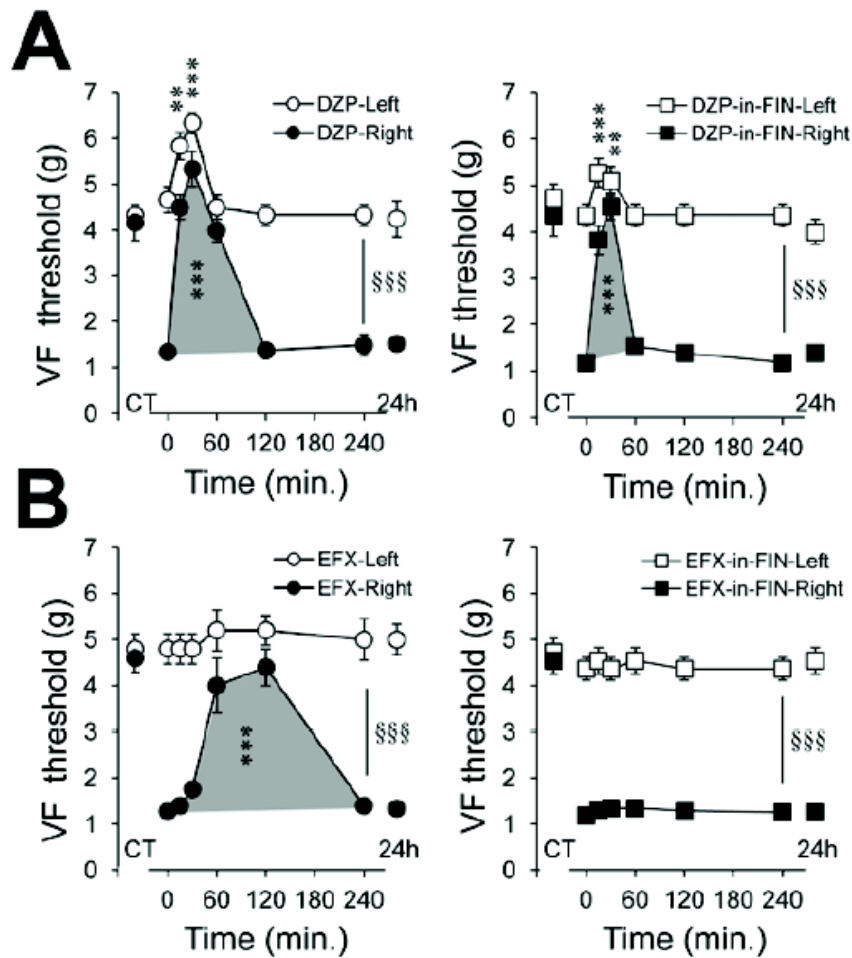 A
VF threshold (g)
7
6
5
4
3
2
1
0
DZP-Left
DZP-Right
**
***
***
§§§
CT
24h
0 60 120 180 240
Time (min.)
VF threshold (g)
7
6
5
4
3
2
1
0
DZP-in-FIN-Left
DZP-in-FIN-Right
***
**
***
§§§
CT
24h
0 60 120 180 240
Time (min.)
B
VF threshold (g)
7
6
5
4
3
2
1
0
EFX-Left
EFX-Right
***
§§§
CT
24h
0 60 120 180 240
Time (min.)
VF threshold (g)
7
6
5
4
3
2
1
0
EFX-in-FIN-Left
EFX-in-FIN-Right
§§§
CT
24h
0 60 120 180 240
Time (min.)